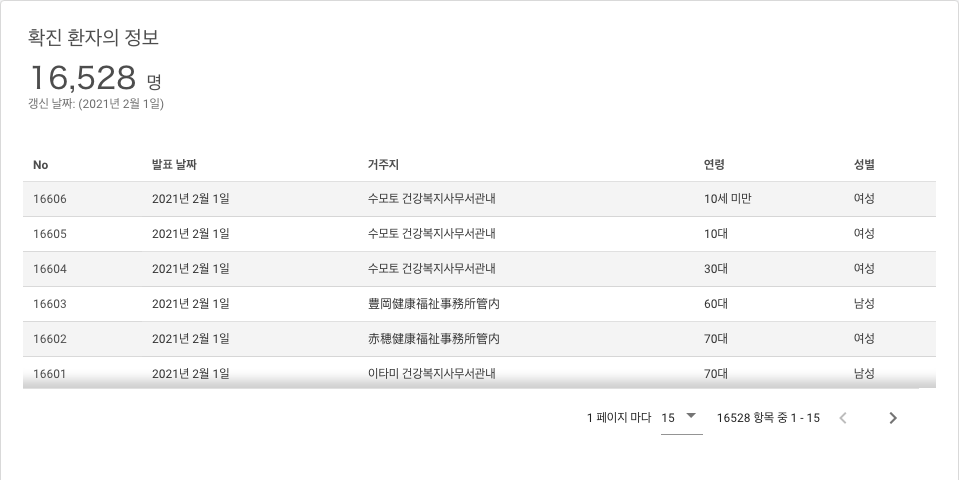 확진 환자의 정보
16,528 명
갱신 날짜: (2021년 2월 1일)
No 발표 날짜 거주지 연령 성별
16606 2021년 2월 1일 수모토 건강복지사무서관내 10세 미만 여성
16605 2021년 2월 1일 수모토 건강복지사무서관내 10대 여성
16604 2021년 2월 1일 수모토 건강복지사무서관내 30대 여성
16603 2021년 2월 1일 豊岡健康福祉事務所管内 60대 남성
16602 2021년 2월 1일 赤穂健康福祉事務所管内 70대 여성
16601 2021년 2월 1일 이타미 건강복지사무서관내 70대 남성
1 페이지 마다 15 16528 항목 중 1 - 15